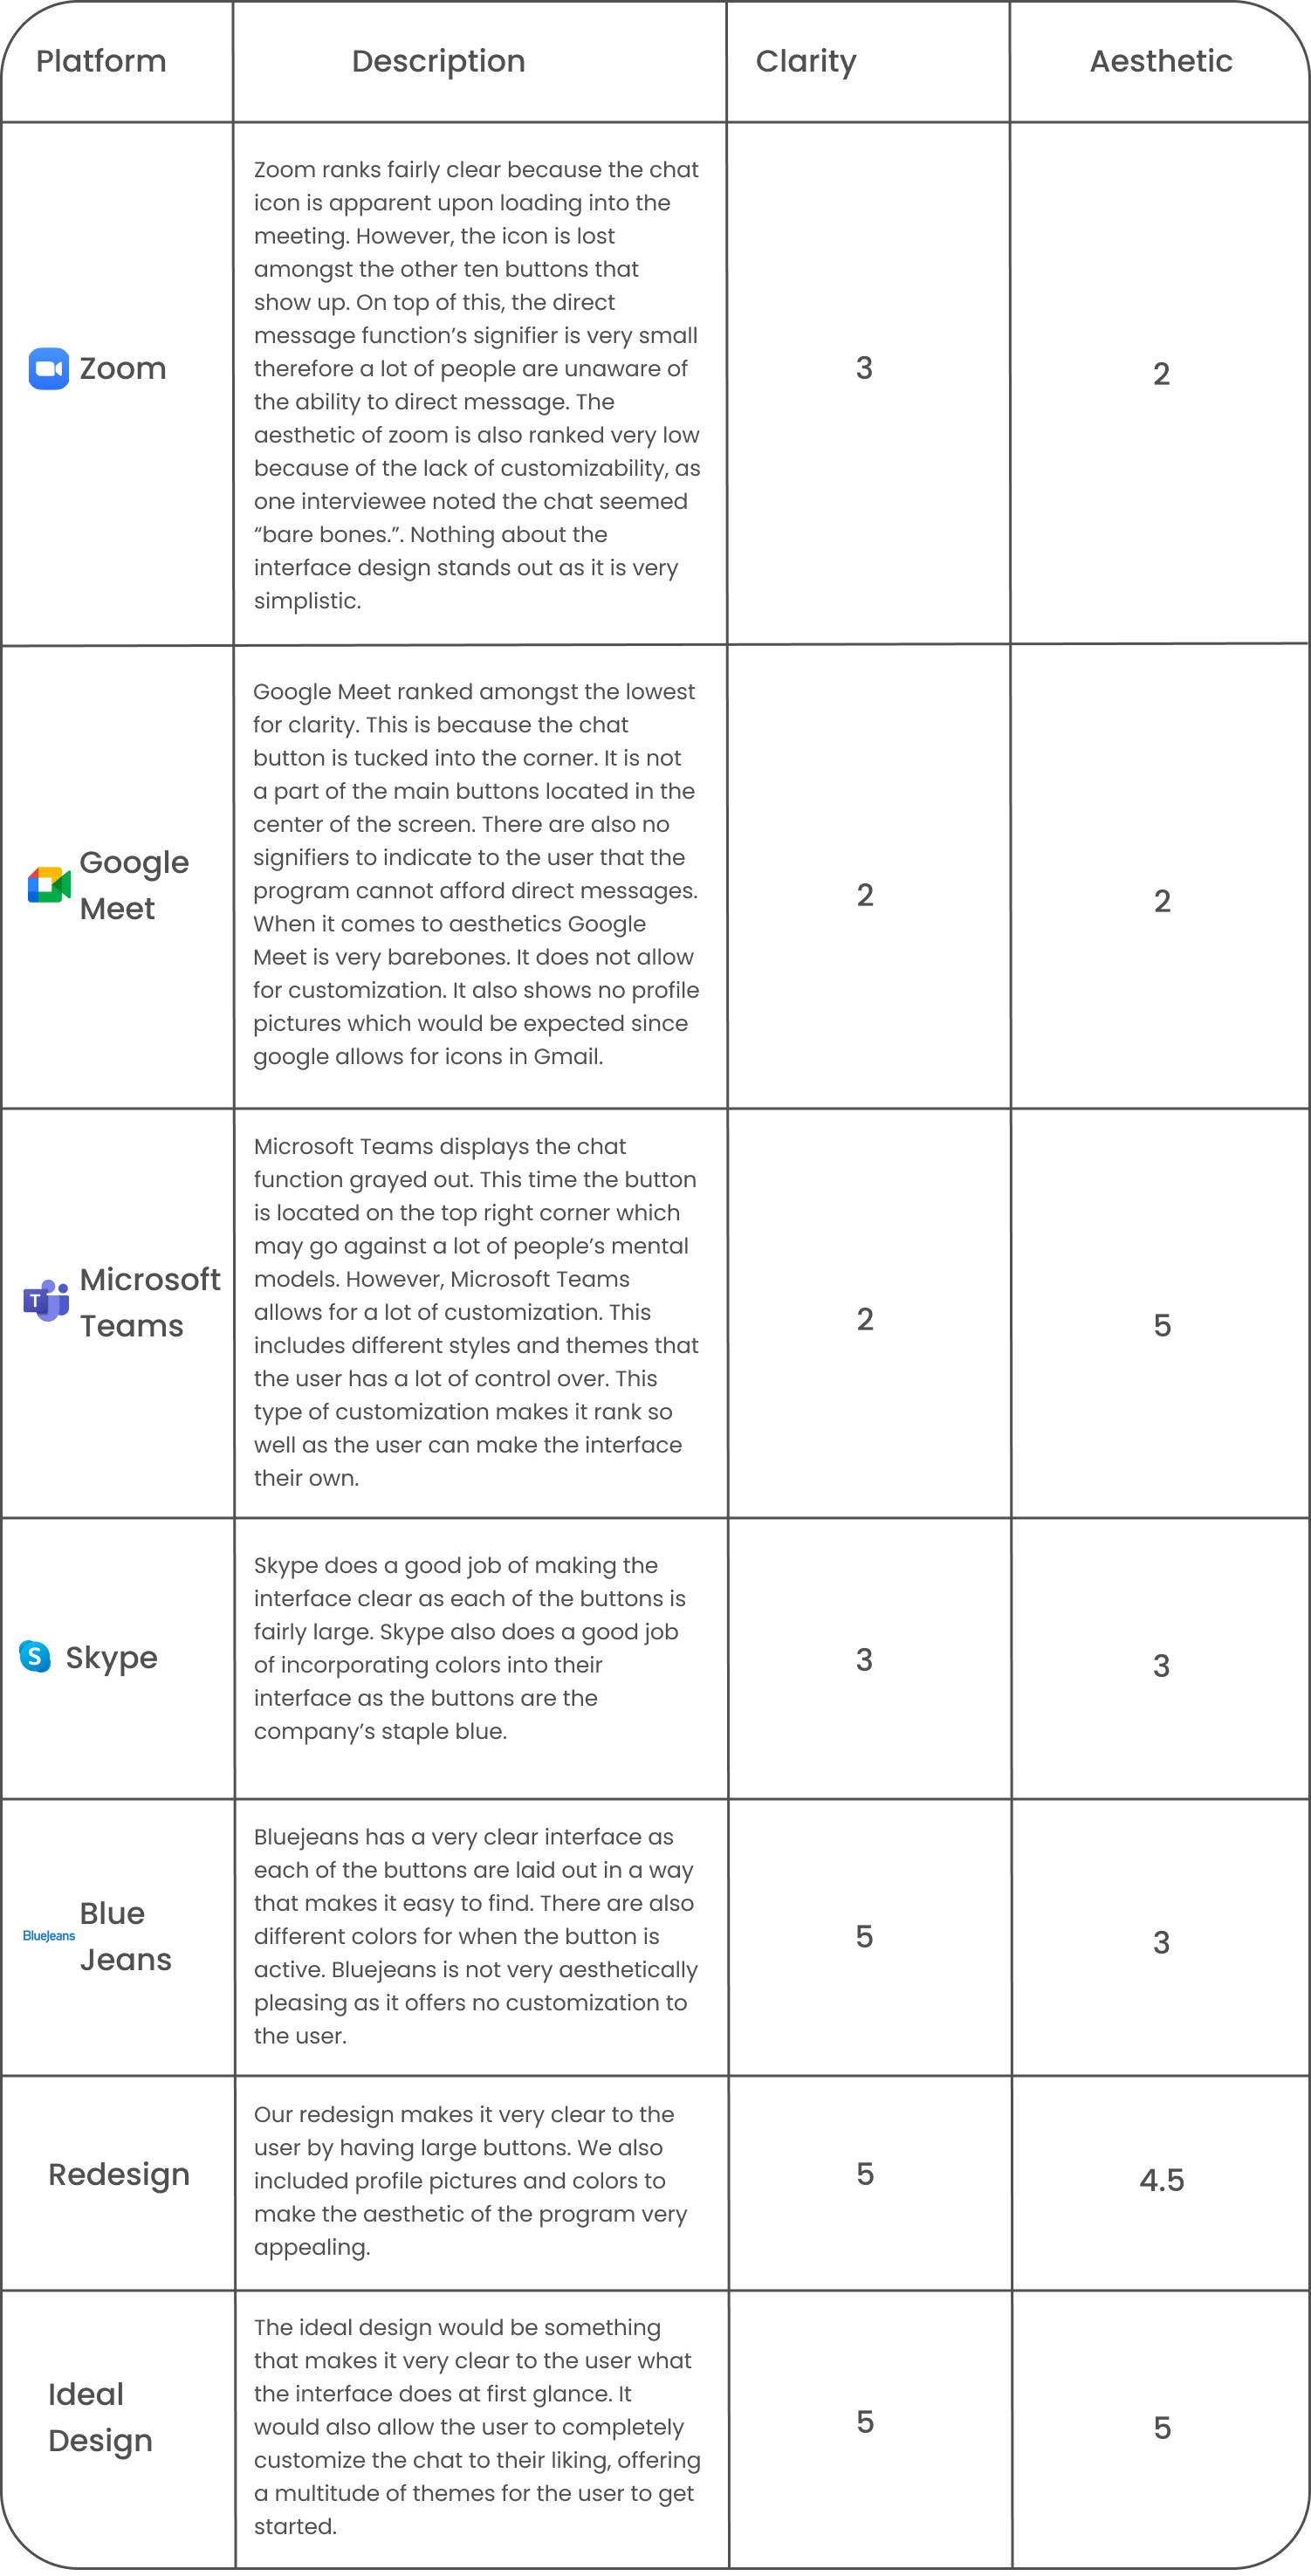 Platform
Description
Clarity
Aesthetic
Zoom
Zoom ranks fairly clear because the chat
icon is apparent upon loading into the
meeting. However, the icon is lost
amongst the other ten buttons that
show up. On top of this, the direct
message function’s signifier is very small
therefore a lot of people are unaware of
the ability to direct message. The
aesthetic of zoom is also ranked very low
because of the lack of customizability, as
one interviewee noted the chat seemed
“bare bones.”. Nothing about the
interface design stands out as it is very
simplistic.
3
2
Google
Meet
Google Meet ranked amongst the lowest
for clarity. This is because the chat
button is tucked into the corner. It is not
a part of the main buttons located in the
center of the screen. There are also no
signifiers to indicate to the user that the
program cannot afford direct messages.
When it comes to aesthetics Google
Meet is very barebones. It does not allow
for customization. It also shows no profile
pictures which would be expected since
google allows for icons in Gmail.
2
2
T
Microsoft
Teams
Microsoft Teams displays the chat
function grayed out. This time the button
is located on the top right corner which
may go against a lot of people’s mental
models. However, Microsoft Teams
allows for a lot of customization. This
includes different styles and themes that
the user has a lot of control over. This
type of customization makes it rank so
well as the user can make the interface
their own.
2
5
S
Skype
Skype does a good job of making the
interface clear as each of the buttons is
fairly large. Skype also does a good job
of incorporating colors into their
interface as the buttons are the
company’s staple blue.
3
3
BlueJeans
Blue
Jeans
Bluejeans has a very clear interface as
each of the buttons are laid out in a way
that makes it easy to find. There are also
different colors for when the button is
active. Bluejeans is not very aesthetically
pleasing as it offers no customization to
the user.
5
3
Redesign
Our redesign makes it very clear to the
user by having large buttons. We also
included profile pictures and colors to
make the aesthetic of the program very
appealing.
5
4.5
Ideal
Design
The ideal design would be something
that makes it very clear to the user what
the interface does at first glance. It
would also allow the user to completely
customize the chat to their liking, offering
a multitude of themes for the user to get
started.
5
5